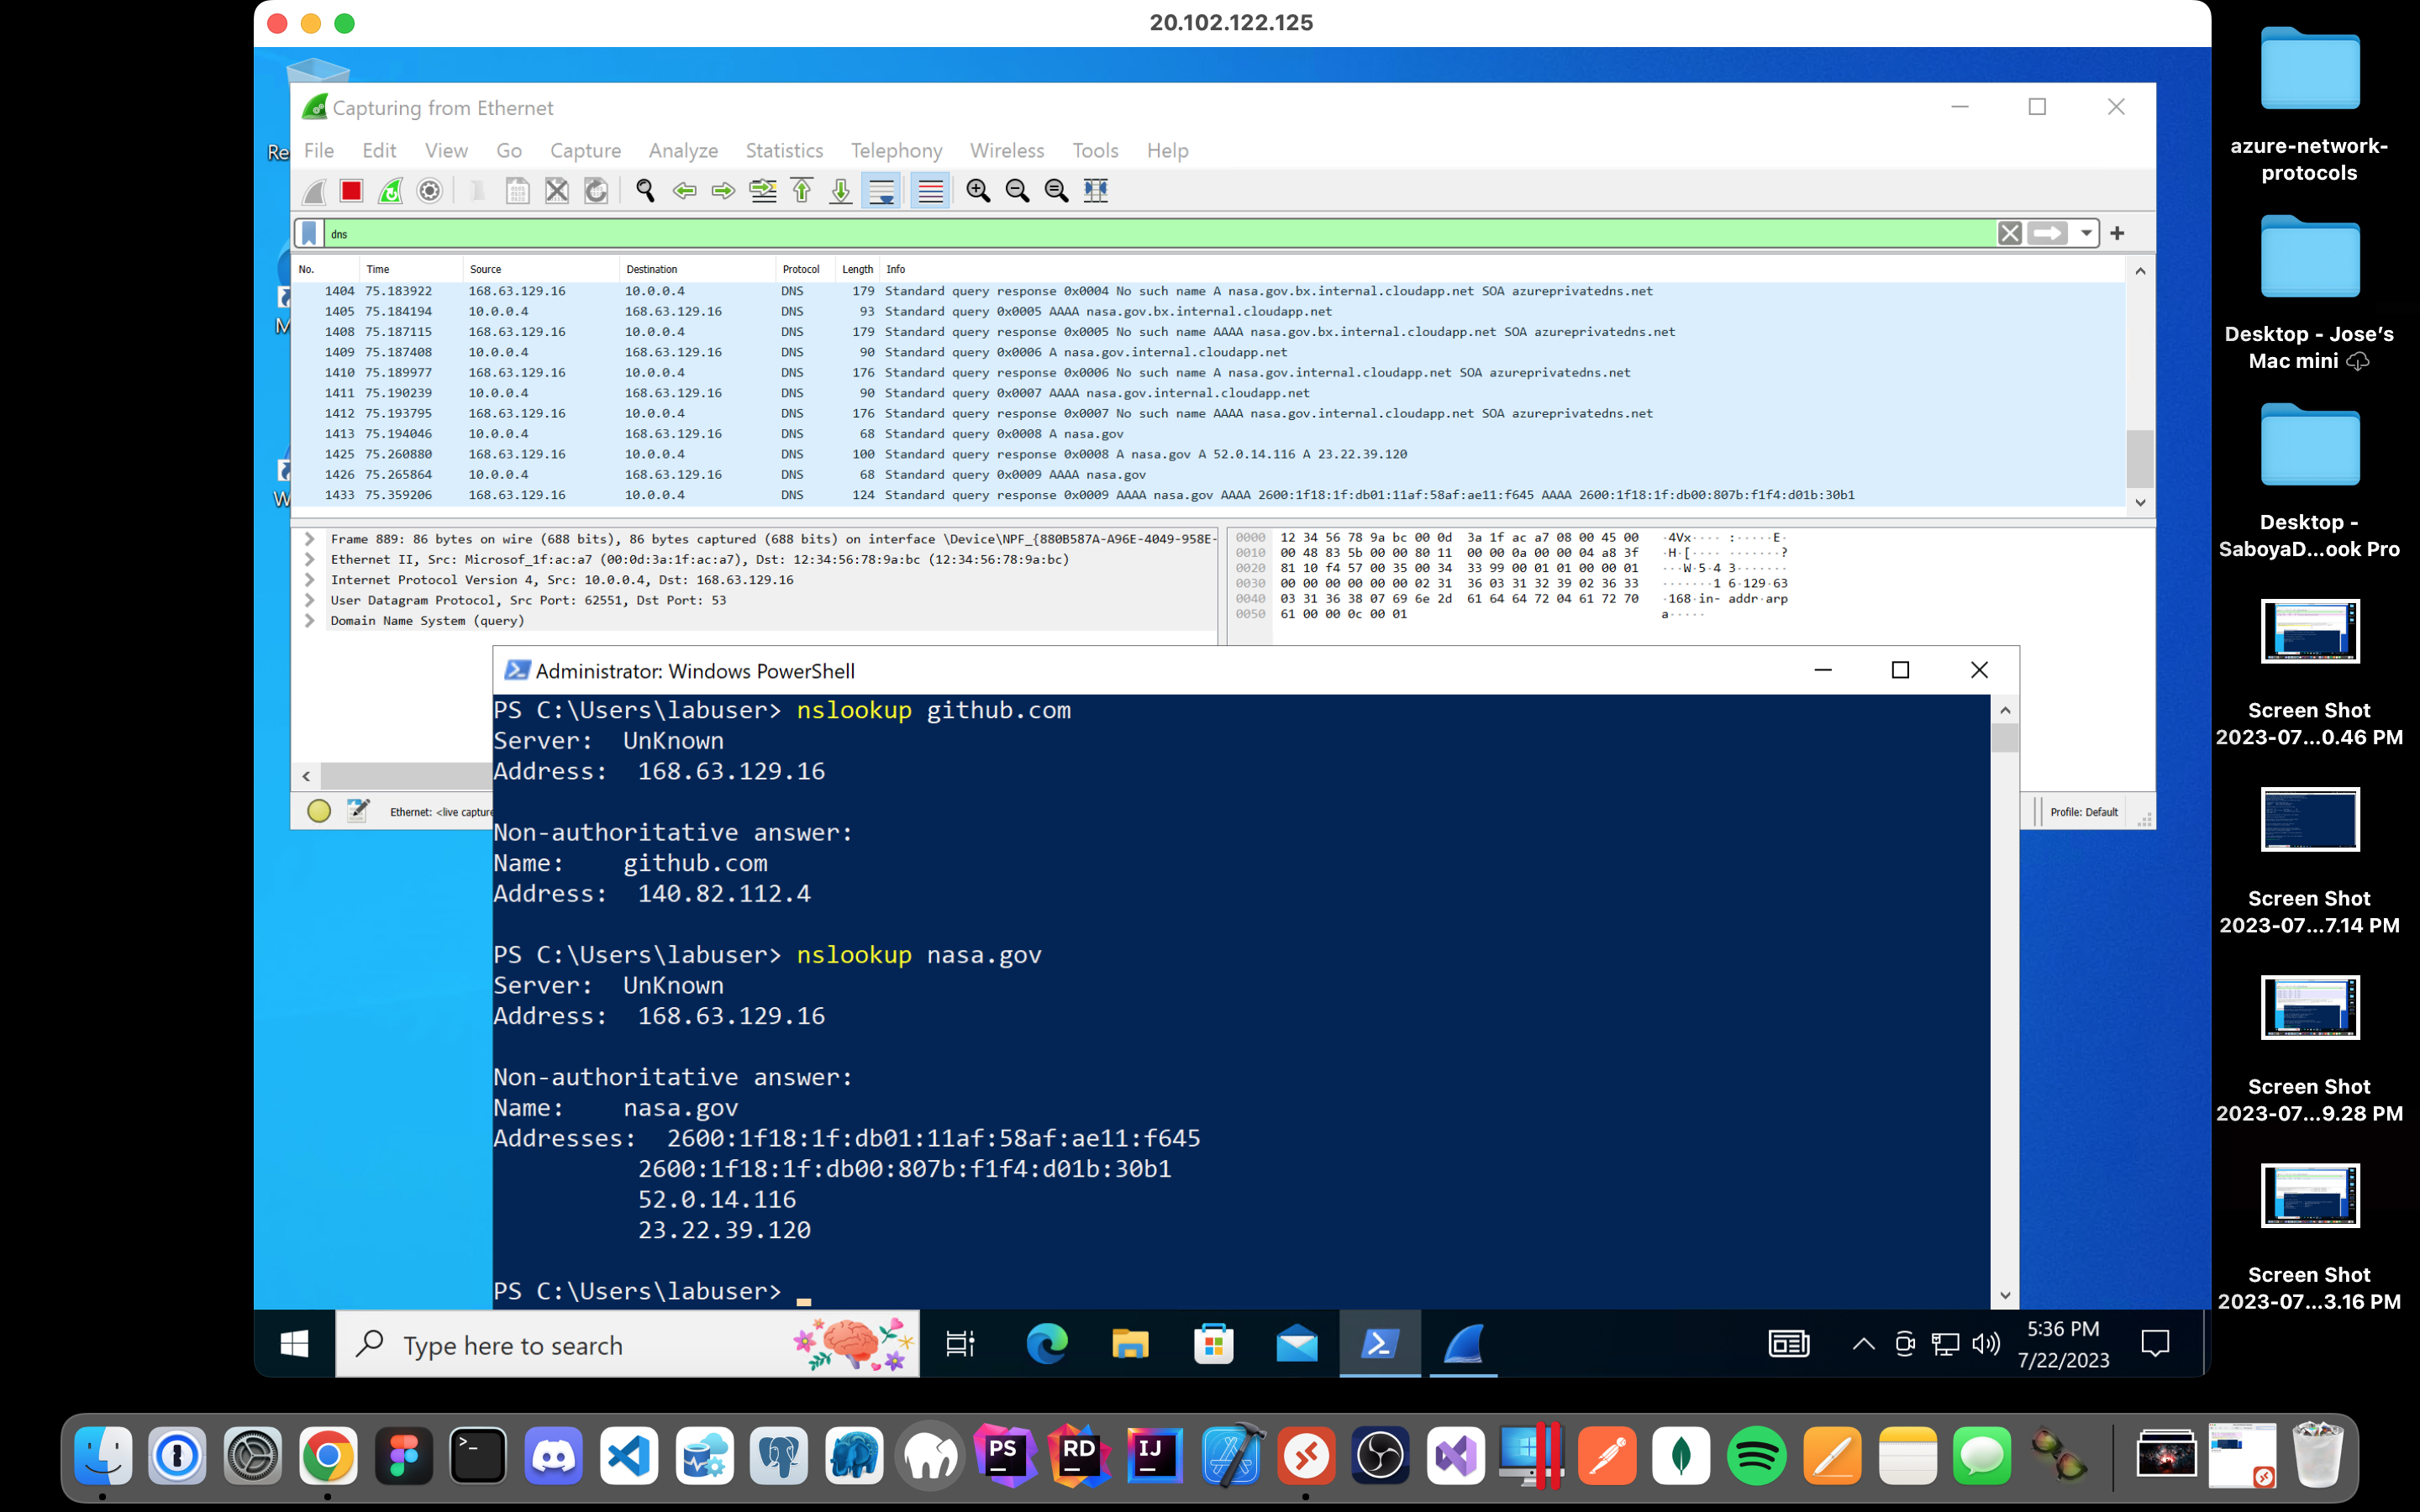 20.102.122.125
Capturing from Ethernet
File Edit View Go Capture Analyze Statistics Telephony Wireless Tools Help
dns
No. Time Source Destination Protocol Length Info
1404 75.183922 168.63.129.16 10.0.0.4 DNS 179 Standard query response 0x0004 No such name A nasa.gov.bx.internal.cloudapp.net SOA azureprivatedns.net
1405 75.184194 10.0.0.4 168.63.129.16 DNS 93 Standard query 0x0005 AAAA nasa.gov.bx.internal.cloudapp.net
1408 75.187115 168.63.129.16 10.0.0.4 DNS 179 Standard query response 0x0005 No such name AAAA nasa.gov.bx.internal.cloudapp.net SOA azureprivatedns.net
1409 75.187408 10.0.0.4 168.63.129.16 DNS 90 Standard query 0x0006 A nasa.gov.internal.cloudapp.net
1410 75.189977 168.63.129.16 10.0.0.4 DNS 176 Standard query response 0x0006 No such name A nasa.gov.internal.cloudapp.net SOA azureprivatedns.net
1411 75.190239 10.0.0.4 168.63.129.16 DNS 90 Standard query 0x0007 AAAA nasa.gov.internal.cloudapp.net
1412 75.193795 168.63.129.16 10.0.0.4 DNS 176 Standard query response 0x0007 No such name AAAA nasa.gov.internal.cloudapp.net SOA azureprivatedns.net
1413 75.194046 10.0.0.4 168.63.129.16 DNS 68 Standard query 0x0008 A nasa.gov
1425 75.260880 168.63.129.16 10.0.0.4 DNS 100 Standard query response 0x0008 A nasa.gov A 52.0.14.116 A 23.22.39.120
1426 75.265864 10.0.0.4 168.63.129.16 DNS 68 Standard query 0x0009 AAAA nasa.gov
1433 75.359206 168.63.129.16 10.0.0.4 DNS 124 Standard query response 0x0009 AAAA nasa.gov AAAA 2600:1f18:1f:db01:11af:58af:ae11:f645 AAAA 2600:1f18:1f:db00:807b:f1f4:d01b:30b1
Frame 889: 86 bytes on wire (688 bits), 86 bytes captured (688 bits) on interface \Device\NPF_{880B587A-A96E-4049-958E-
Ethernet II, Src: Microsof_1f:ac:a7 (00:0d:3a:1f:ac:a7), Dst: 12:34:56:78:9a:bc (12:34:56:78:9a:bc)
Internet Protocol Version 4, Src: 10.0.0.4, Dst: 168.63.129.16
User Datagram Protocol, Src Port: 62551, Dst Port: 53
Domain Name System (query)
0000 12 34 56 78 9a bc 00 0d 3a 1f ac a7 08 00 45 00 ·4Vx···· :·····E·
0010 00 48 83 5b 00 00 80 11 00 00 0a 00 00 04 a8 3f ·H·[···· ·······?
0020 81 10 f4 57 00 35 00 34 33 99 00 01 01 00 00 01 ···W·5·4 3·······
0030 00 00 00 00 00 00 02 31 36 03 31 32 39 02 36 33 ·······1 6·129·63
0040 03 31 36 38 07 69 6e 2d 61 64 64 72 04 61 72 70 ·168·in- addr·arp
0050 61 00 00 0c 00 01 a·····
Ethernet: <live capture
Profile: Default
Administrator: Windows PowerShell
PS C:\Users\labuser> nslookup github.com
Server: UnKnown
Address: 168.63.129.16
Non-authoritative answer:
Name: github.com
Address: 140.82.112.4
PS C:\Users\labuser> nslookup nasa.gov
Server: UnKnown
Address: 168.63.129.16
Non-authoritative answer:
Name: nasa.gov
Addresses: 2600:1f18:1f:db01:11af:58af:ae11:f645
2600:1f18:1f:db00:807b:f1f4:d01b:30b1
52.0.14.116
23.22.39.120
PS C:\Users\labuser>
Type here to search
5:36 PM
7/22/2023
Re
M
W
azure-network-
protocols
Desktop - Jose’s
Mac mini
Desktop -
SaboyaD...ook Pro
Screen Shot
2023-07...0.46 PM
Screen Shot
2023-07...7.14 PM
Screen Shot
2023-07...9.28 PM
Screen Shot
2023-07...3.16 PM
PS
RD
IJ